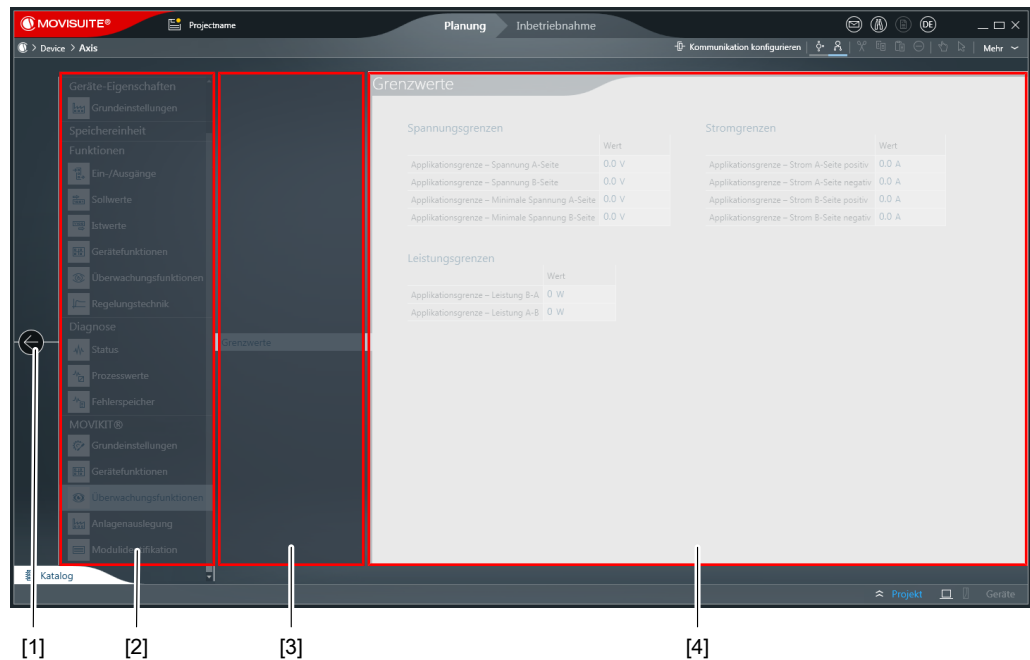 MOVISUITE® Projectname Planung Inbetriebnahme DE
> Device > Axis Kommunikation konfigurieren Mehr
Geräte-Eigenschaften
Grundeinstellungen
Speichereinheit
Funktionen
Ein-/Ausgänge
Sollwerte
Istwerte
Gerätefunktionen
Überwachungsfunktionen
Regelungstechnik
Diagnose
Status
Prozesswerte
Fehlerspeicher
MOVIKIT®
Grundeinstellungen
Gerätefunktionen
Überwachungsfunktionen
Anlagenauslegung
Modulidentifikation
Katalog
Grenzwerte
Grenzwerte
Spannungsgrenzen
Wert
Applikationsgrenze – Spannung A-Seite 0.0 V
Applikationsgrenze – Spannung B-Seite 0.0 V
Applikationsgrenze – Minimale Spannung A-Seite 0.0 V
Applikationsgrenze – Minimale Spannung B-Seite 0.0 V
Stromgrenzen
Wert
Applikationsgrenze – Strom A-Seite positiv 0.0 A
Applikationsgrenze – Strom A-Seite negativ 0.0 A
Applikationsgrenze – Strom B-Seite positiv 0.0 A
Applikationsgrenze – Strom B-Seite negativ 0.0 A
Leistungsgrenzen
Wert
Applikationsgrenze – Leistung B-A 0 W
Applikationsgrenze – Leistung A-B 0 W
Projekt Geräte
[1] [2] [3] [4]